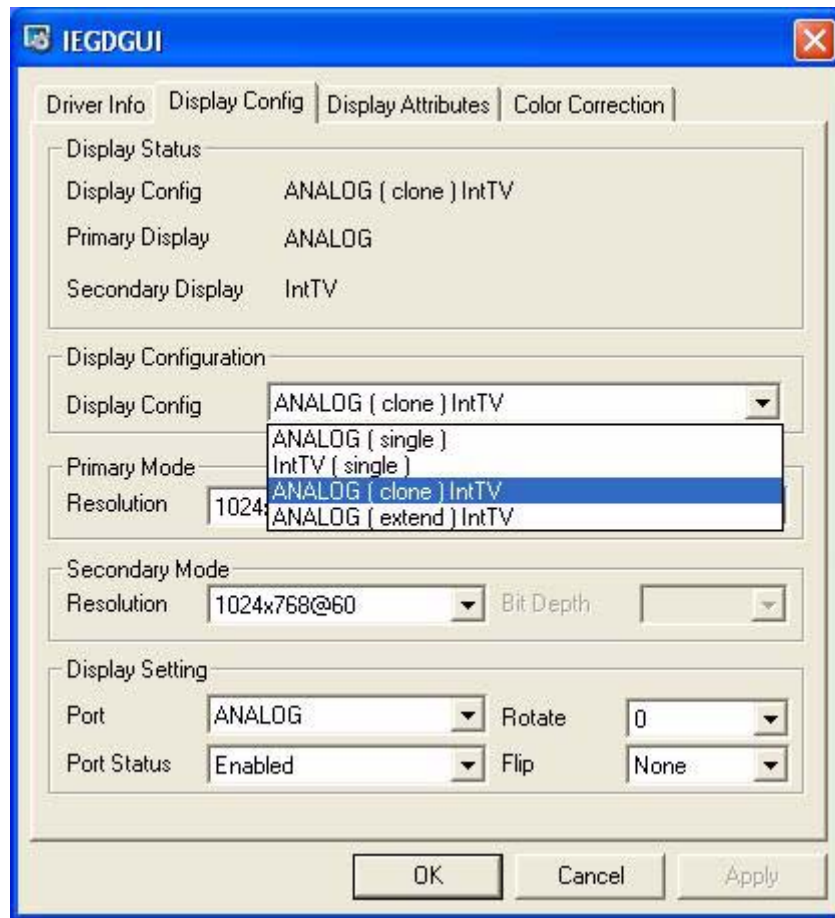 IEGDGUI
Driver Info Display Config Display Attributes Color Correction
Display Status
Display Config ANALOG ( clone ) IntTV
Primary Display ANALOG
Secondary Display IntTV
Display Configuration
Display Config ANALOG ( clone ) IntTV
ANALOG ( single )
IntTV ( single )
ANALOG ( clone ) IntTV
ANALOG ( extend ) IntTV
Primary Mode
Resolution
Secondary Mode
Resolution 1024x768@60 Bit Depth
Display Setting
Port ANALOG Rotate 0
Port Status Enabled Flip None
OK Cancel Apply